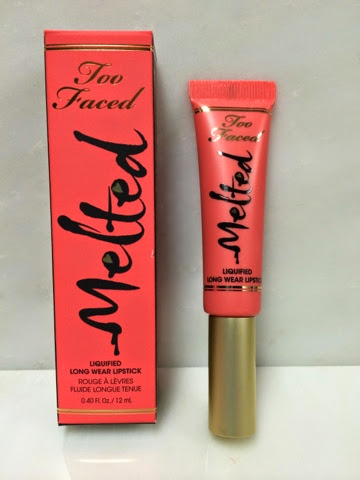 Too
Faced
Melted
LIQUIFIED
LONG WEAR LIPSTICK
ROUGE À LÈVRES
FLUIDE LONGUE TENUE
0.40 Fl. Oz. / 12 mL
Too
Faced
Melted
LIQUIFIED
LONG WEAR LIPSTICK